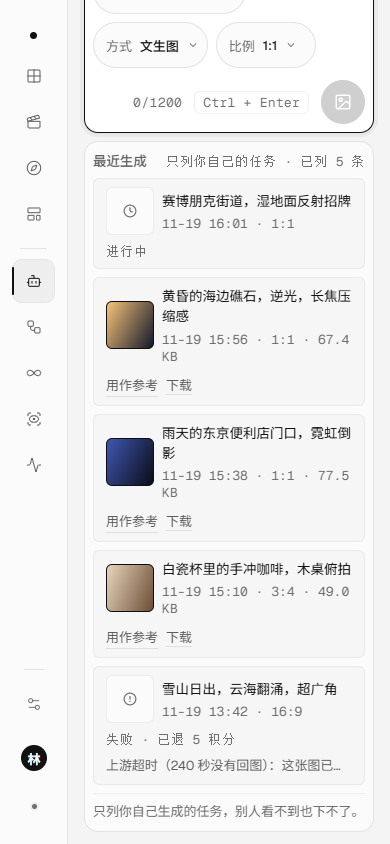 方式 文生图
比例 1:1
0/1200 Ctrl + Enter
最近生成 只列你自己的任务 · 已列 5 条
赛博朋克街道，湿地面反射招牌
11-19 16:01 · 1:1
进行中
黄昏的海边礁石，逆光，长焦压
缩感
11-19 15:56 · 1:1 · 67.4
KB
用作参考 下载
雨天的东京便利店门口，霓虹倒
影
11-19 15:38 · 1:1 · 77.5
KB
用作参考 下载
白瓷杯里的手冲咖啡，木桌俯拍
11-19 15:10 · 3:4 · 49.0
KB
用作参考 下载
雪山日出，云海翻涌，超广角
11-19 13:42 · 16:9
失败 · 已退 5 积分
上游超时（240 秒没有回图）：这张图已…
只列你自己生成的任务，别人看不到也下不了。
林